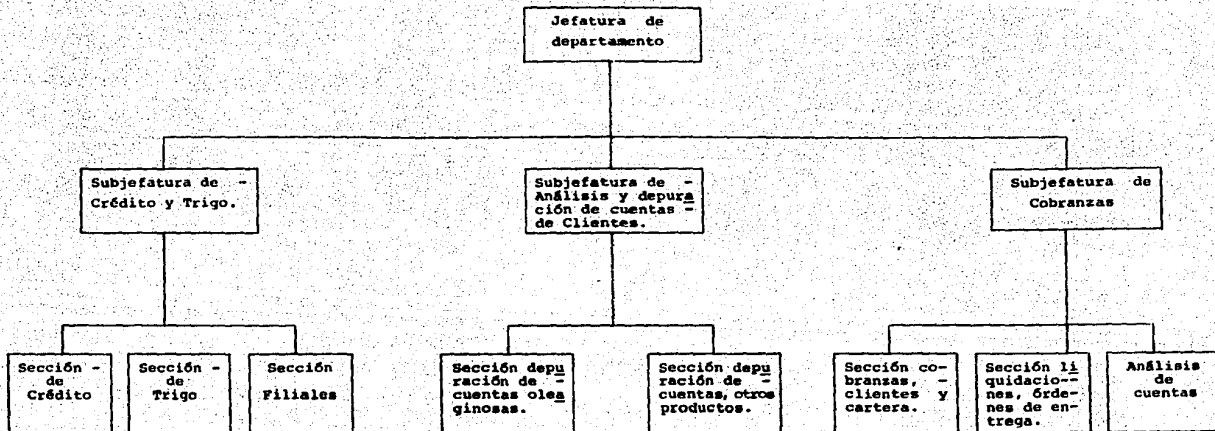 Jefatura de
departamento
Subjefatura de -
Crédito y Trigo.
Subjefatura de -
Análisis y depura
ción de cuentas -
de Clientes.
Subjefatura de
Cobranzas
Sección -
de
Crédito
Sección -
de
Trigo
Sección
Filiales
Sección depu
ración de -
cuentas olea
ginosas.
Sección depu
ración de -
cuentas, otros
productos.
Sección co-
branzas, -
clientes y
cartera.
Sección li
quidacio--
nes, órde-
nes de en-
trega.
Análisis
de
cuentas